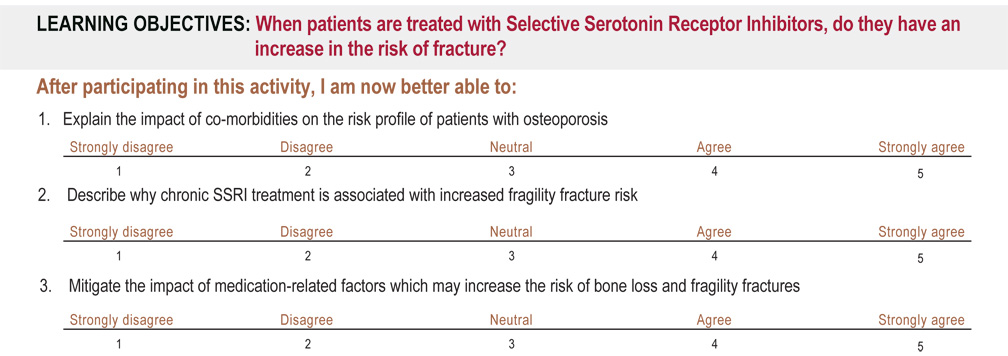 LEARNING OBJECTIVES: When patients are treated with Selective Serotonin Receptor Inhibitors, do they have an
increase in the risk of fracture?
After participating in this activity, I am now better able to:
1. Explain the impact of co-morbidities on the risk profile of patients with osteoporosis
Strongly disagree Disagree Neutral Agree Strongly agree
1 2 3 4 5
2. Describe why chronic SSRI treatment is associated with increased fragility fracture risk
Strongly disagree Disagree Neutral Agree Strongly agree
1 2 3 4 5
3. Mitigate the impact of medication-related factors which may increase the risk of bone loss and fragility fractures
Strongly disagree Disagree Neutral Agree Strongly agree
1 2 3 4 5